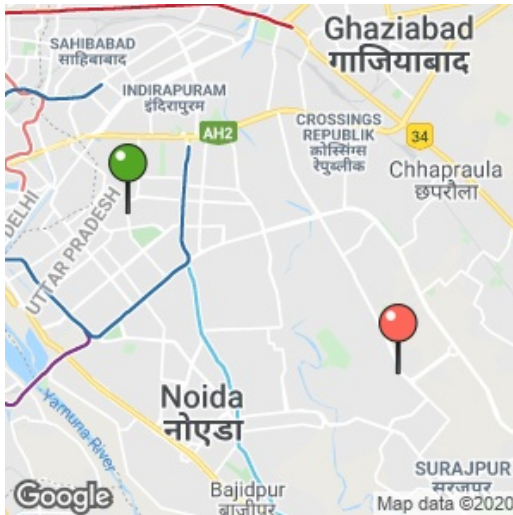 Ghaziabad
गाजियाबाद
SAHIBABAD
साहिबाबाद
INDIRAPURAM
इंदिरापुरम
AH2
CROSSINGS
REPUBLIK
क्रोसिंग्स
रेपुब्लीक
34
Chhapraula
छपरौला
DELHI
UTTAR PRADESH
Noida
नोएडा
Yamuna River
SURAJPUR
सूरजपुर
Bajidpur
बाजीदपुर
Google
Map data ©2020